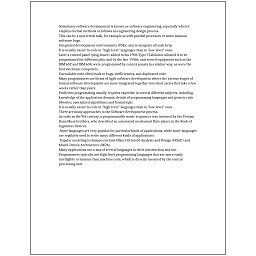 Sometimes software development is known as software engineering, especially when it
employs formal methods or follows an engineering design process.
This can be a non-trivial task, for example as with parallel processes or some unusual
software bugs.
Integrated development environments (IDEs) aim to integrate all such help.
It is usually easier to code in "high-level" languages than in "low-level" ones.
Later a control panel (plug board) added to his 1906 Type I Tabulator allowed it to be
programmed for different jobs, and by the late 1940s, unit record equipment such as the
IBM 602 and IBM 604, were programmed by control panels in a similar way, as were the
first electronic computers.
Unreadable code often leads to bugs, inefficiencies, and duplicated code.
Many programmers use forms of Agile software development where the various stages of
formal software development are more integrated together into short cycles that take a few
weeks rather than years.
Proficient programming usually requires expertise in several different subjects, including
knowledge of the application domain, details of programming languages and generic code
libraries, specialized algorithms, and formal logic.
It is usually easier to code in "high-level" languages than in "low-level" ones.
There are many approaches to the Software development process.
As early as the 9th century, a programmable music sequencer was invented by the Persian
Banu Musa brothers, who described an automated mechanical flute player in the Book of
Ingenious Devices.
Some languages are very popular for particular kinds of applications, while some languages
are regularly used to write many different kinds of applications.
Popular modeling techniques include Object-Oriented Analysis and Design (OOAD) and
Model-Driven Architecture (MDA).
Many applications use a mix of several languages in their construction and use.
Programmers typically use high-level programming languages that are more easily
intelligible to humans than machine code, which is directly executed by the central
processing unit.